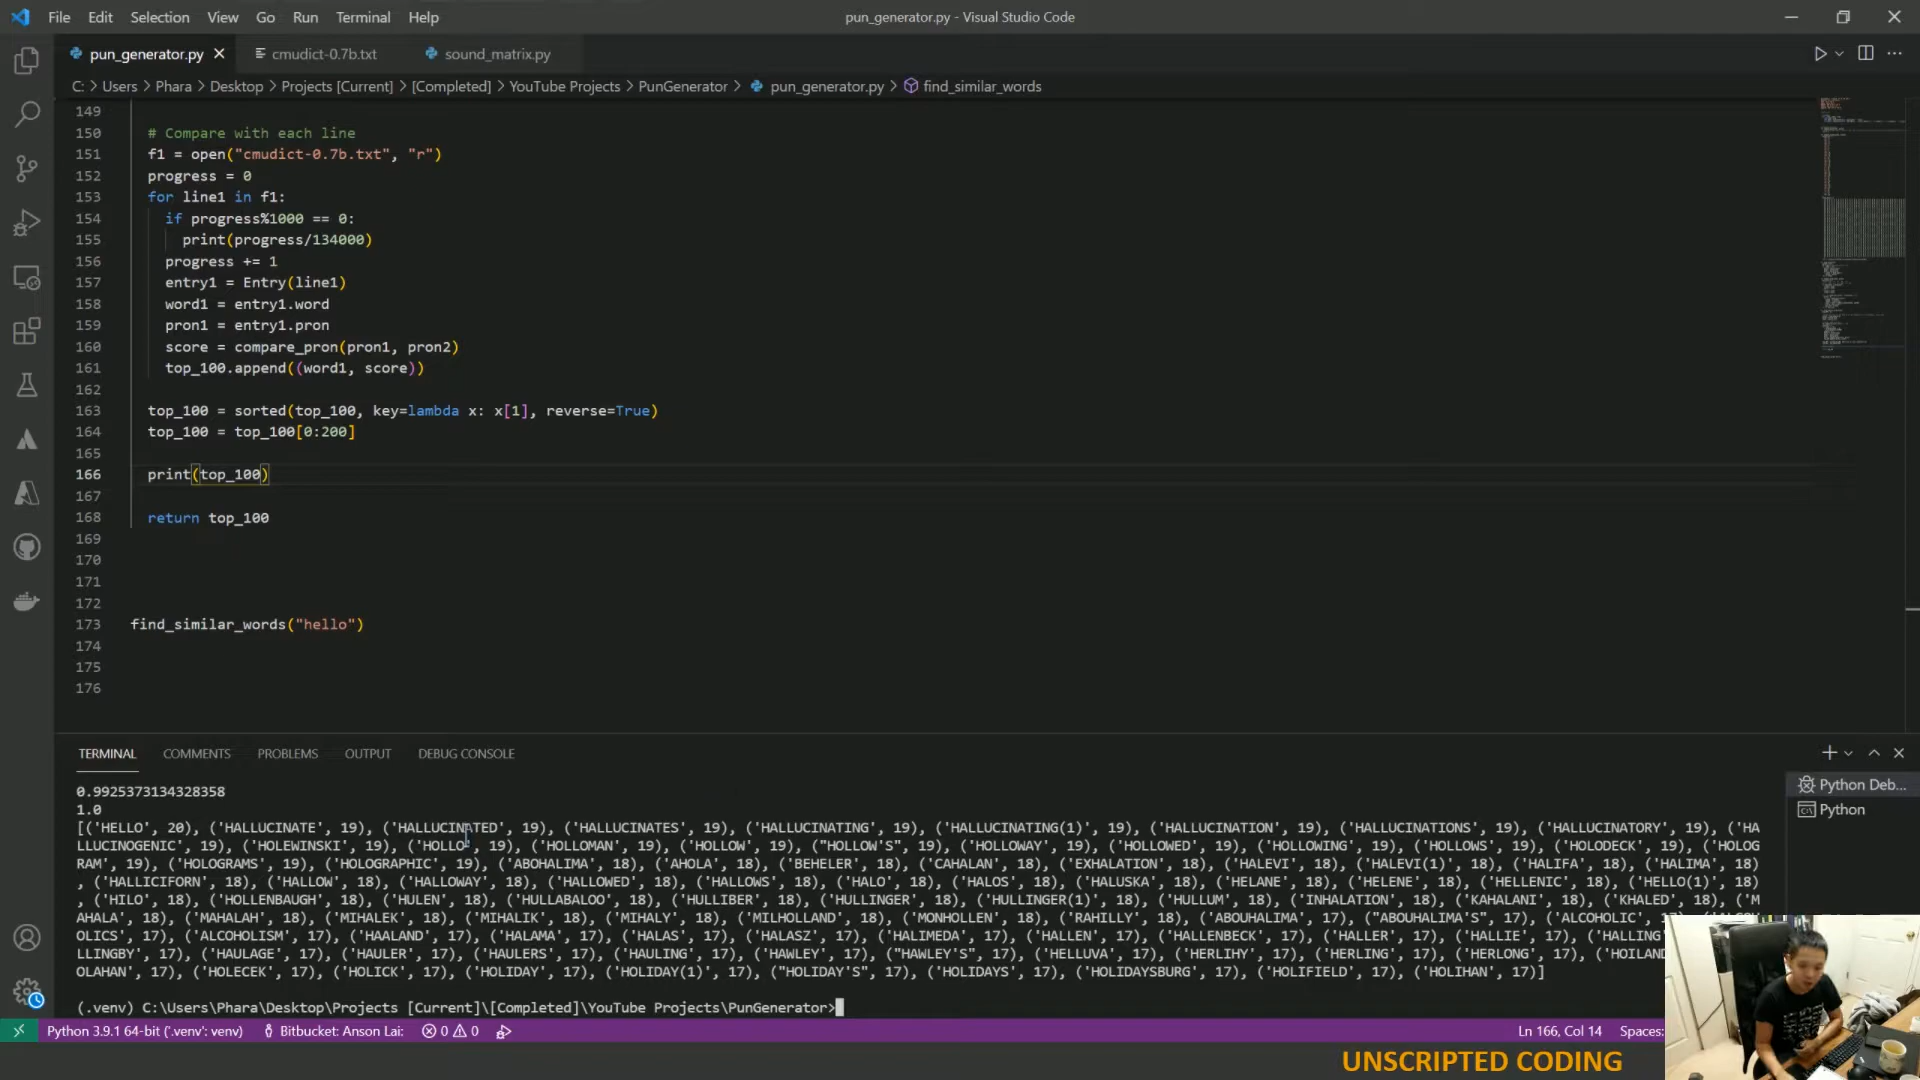 File Edit Selection View Go Run Terminal Help
pun_generator.py - Visual Studio Code
pun_generator.py
cmudict-0.7b.txt
sound_matrix.py
C: > Users > Phara > Desktop > Projects [Current] > [Completed] > YouTube Projects > PunGenerator > pun_generator.py > find_similar_words
149
150 # Compare with each line
151 f1 = open("cmudict-0.7b.txt", "r")
152 progress = 0
153 for line1 in f1:
154 if progress%1000 == 0:
155 print(progress/134000)
156 progress += 1
157 entry1 = Entry(line1)
158 word1 = entry1.word
159 pron1 = entry1.pron
160 score = compare_pron(pron1, pron2)
161 top_100.append((word1, score))
162
163 top_100 = sorted(top_100, key=lambda x: x[1], reverse=True)
164 top_100 = top_100[0:200]
165
166 print(top_100)
167
168 return top_100
169
170
171
172
173 find_similar_words("hello")
174
175
176
TERMINAL COMMENTS PROBLEMS OUTPUT DEBUG CONSOLE
Python Deb...
Python
0.9925373134328358
1.0
[('HELLO', 20), ('HALLUCINATE', 19), ('HALLUCINATED', 19), ('HALLUCINATES', 19), ('HALLUCINATING', 19), ('HALLUCINATING(1)', 19), ('HALLUCINATION', 19), ('HALLUCINATIONS', 19), ('HALLUCINATORY', 19), ('HA
LLUCINOGENIC', 19), ('HOLEWINSKI', 19), ('HOLLO', 19), ('HOLLOMAN', 19), ('HOLLOW', 19), ("HOLLOW'S", 19), ('HOLLOWAY', 19), ('HOLLOWED', 19), ('HOLLOWING', 19), ('HOLLOWS', 19), ('HOLODECK', 19), ('HOLOG
RAM', 19), ('HOLOGRAMS', 19), ('HOLOGRAPHIC', 19), ('ABOHALIMA', 18), ('AHOLA', 18), ('BEHELER', 18), ('CAHALAN', 18), ('EXHALATION', 18), ('HALEVI', 18), ('HALEVI(1)', 18), ('HALIFA', 18), ('HALIMA', 18)
, ('HALLICIFORN', 18), ('HALLOW', 18), ('HALLOWAY', 18), ('HALLOWED', 18), ('HALLOWS', 18), ('HALO', 18), ('HALOS', 18), ('HALUSKA', 18), ('HELANE', 18), ('HELENE', 18), ('HELLENIC', 18), ('HELLO(1)', 18)
, ('HILO', 18), ('HOLLENBAUGH', 18), ('HULEN', 18), ('HULLABALOO', 18), ('HULLIBER', 18), ('HULLINGER', 18), ('HULLINGER(1)', 18), ('HULLUM', 18), ('INHALATION', 18), ('KAHALANI', 18), ('KHALED', 18), ('M
AHALA', 18), ('MAHALAH', 18), ('MIHALEK', 18), ('MIHALIK', 18), ('MIHALY', 18), ('MILHOLLAND', 18), ('MONHOLLEN', 18), ('RAHILLY', 18), ('ABOUHALIMA', 17), ("ABOUHALIMA'S", 17), ('ALCOHOLIC',
OLICS', 17), ('ALCOHOLISM', 17), ('HAALAND', 17), ('HALAMA', 17), ('HALAS', 17), ('HALASZ', 17), ('HALIMEDA', 17), ('HALLEN', 17), ('HALLENBECK', 17), ('HALLER', 17), ('HALLIE', 17), ('HALLING'
LLINGBY', 17), ('HAULAGE', 17), ('HAULER', 17), ('HAULERS', 17), ('HAULING', 17), ('HAWLEY', 17), ("HAWLEY'S", 17), ('HELLUVA', 17), ('HERLIHY', 17), ('HERLING', 17), ('HERLONG', 17), ('HOILAND'
OLAHAN', 17), ('HOLECEK', 17), ('HOLICK', 17), ('HOLIDAY', 17), ('HOLIDAY(1)', 17), ("HOLIDAY'S", 17), ('HOLIDAYS', 17), ('HOLIDAYSBURG', 17), ('HOLIFIELD', 17), ('HOLIHAN', 17)]
(.venv) C:\Users\Phara\Desktop\Projects [Current]\[Completed]\YouTube Projects\PunGenerator>
Python 3.9.1 64-bit ('.venv': venv) Bitbucket: Anson Lai: 0 0 Ln 166, Col 14 Spaces:
UNSCRIPTED CODING